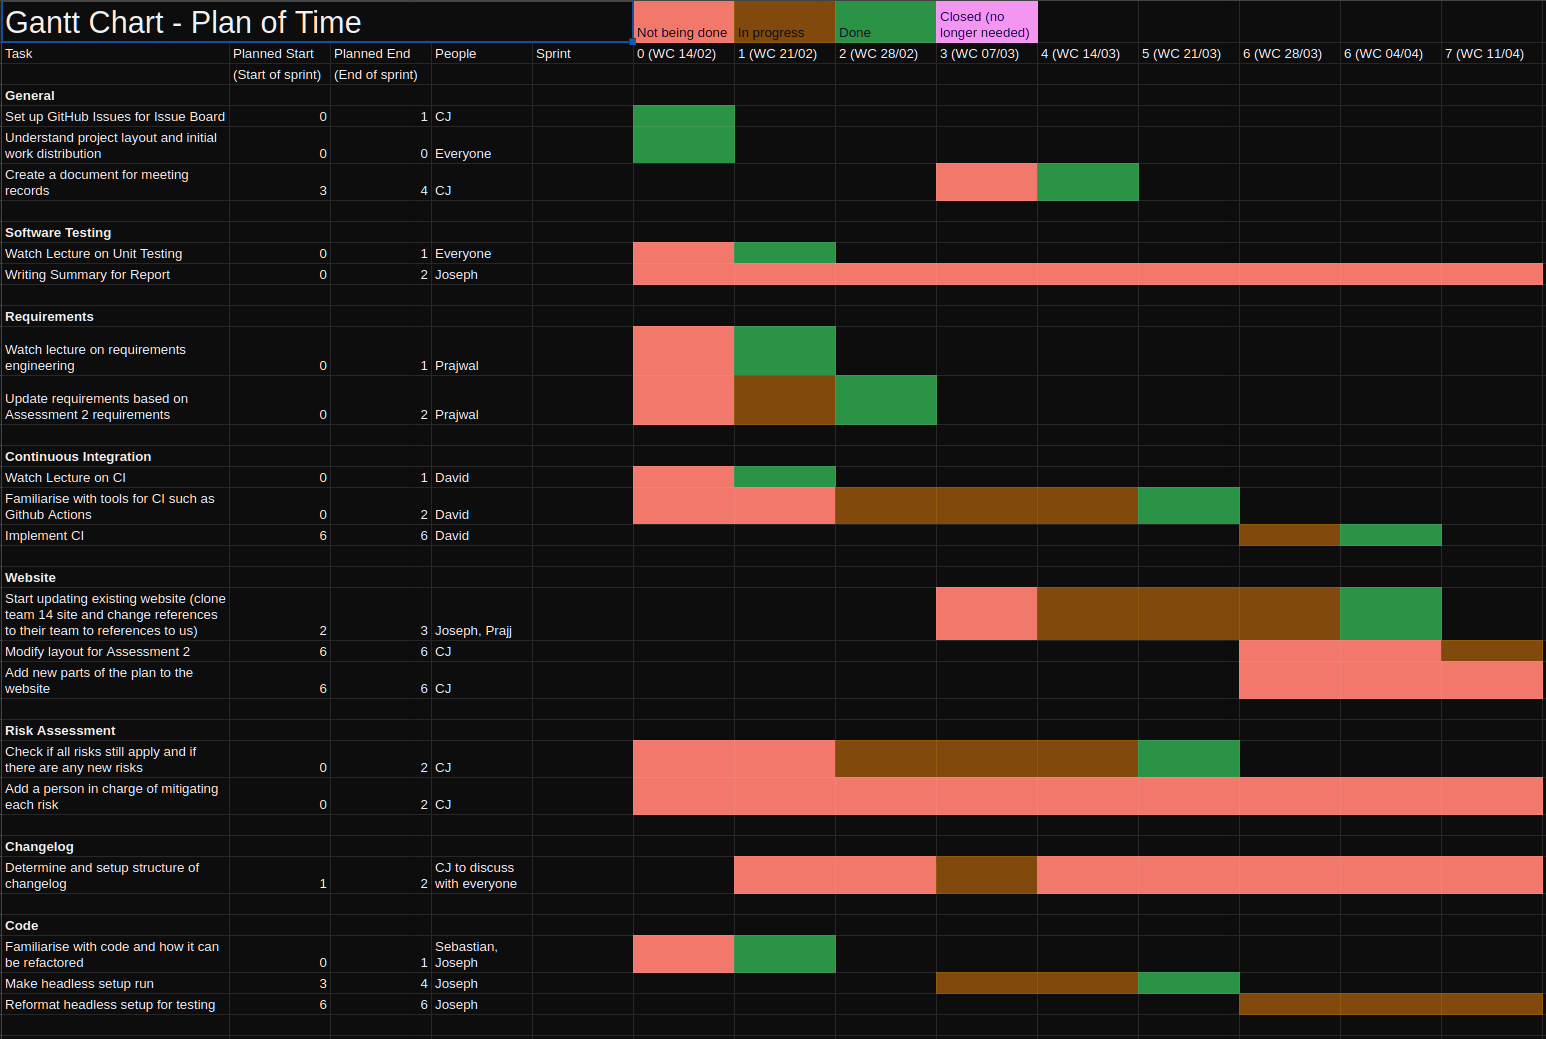 Gantt Chart - Plan of Time
Not being done In progress Done Closed (no
longer needed)
Task Planned Start Planned End People Sprint 0 (WC 14/02) 1 (WC 21/02) 2 (WC 28/02) 3 (WC 07/03) 4 (WC 14/03) 5 (WC 21/03) 6 (WC 28/03) 6 (WC 04/04) 7 (WC 11/04)
(Start of sprint) (End of sprint)
General
Set up GitHub Issues for Issue Board 0 1 CJ
Understand project layout and initial
work distribution 0 0 Everyone
Create a document for meeting
records 3 4 CJ
Software Testing
Watch Lecture on Unit Testing 0 1 Everyone
Writing Summary for Report 0 2 Joseph
Requirements
Watch lecture on requirements
engineering 0 1 Prajwal
Update requirements based on
Assessment 2 requirements 0 2 Prajwal
Continuous Integration
Watch Lecture on CI 0 1 David
Familiarise with tools for CI such as
Github Actions 0 2 David
Implement CI 6 6 David
Website
Start updating existing website (clone
team 14 site and change references
to their team to references to us) 2 3 Joseph, Prajj
Modify layout for Assessment 2 6 6 CJ
Add new parts of the plan to the
website 6 6 CJ
Risk Assessment
Check if all risks still apply and if
there are any new risks 0 2 CJ
Add a person in charge of mitigating
each risk 0 2 CJ
Changelog
Determine and setup structure of CJ to discuss
changelog 1 2 with everyone
Code
Familiarise with code and how it can Sebastian,
be refactored 0 1 Joseph
Make headless setup run 3 4 Joseph
Reformat headless setup for testing 6 6 Joseph